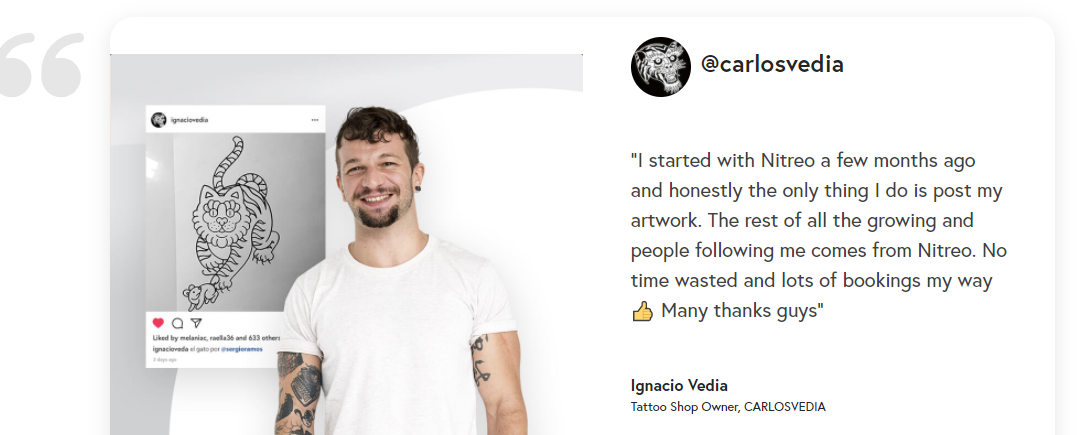 @carlosvedia
ignaciovedia
"I started with Nitreo a few months ago
and honestly the only thing I do is post my
artwork. The rest of all the growing and
people following me comes from Nitreo. No
time wasted and lots of bookings my way
👍 Many thanks guys"
Liked by melaniac, raella36 and 633 others
ignaciovedia el gato por @sergioramos
3 days ago
Ignacio Vedia
Tattoo Shop Owner, CARLOSVEDIA